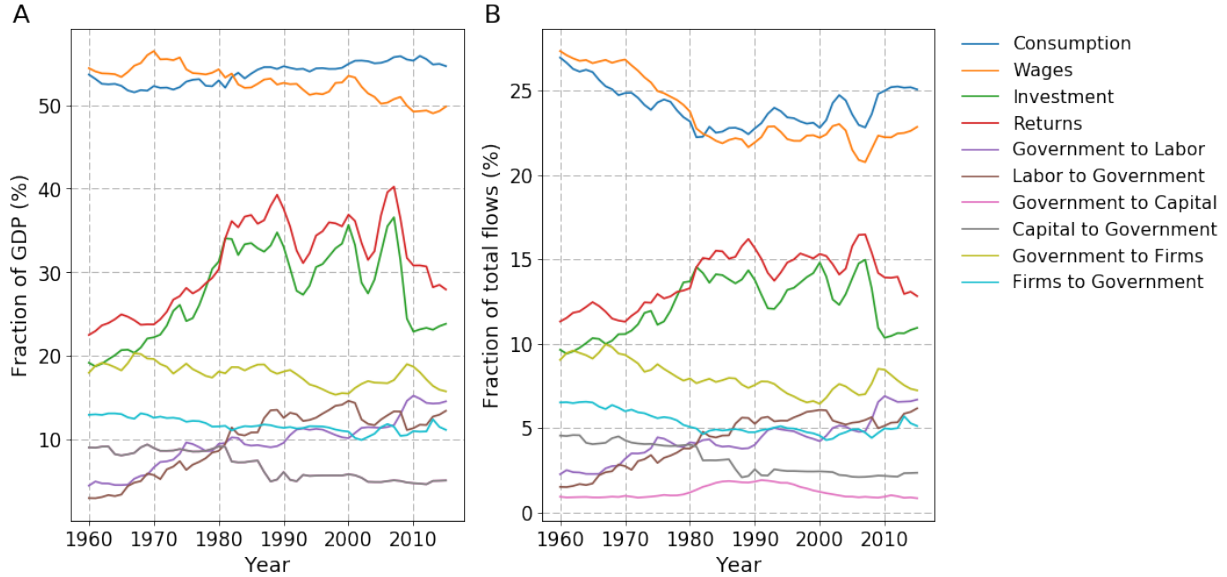 A
B
Fraction of GDP (%)
50
40
30
20
10
1960 1970 1980 1990 2000 2010
Year
Fraction of total flows (%)
25
20
15
10
5
0
1960 1970 1980 1990 2000 2010
Year
Consumption
Wages
Investment
Returns
Government to Labor
Labor to Government
Government to Capital
Capital to Government
Government to Firms
Firms to Government